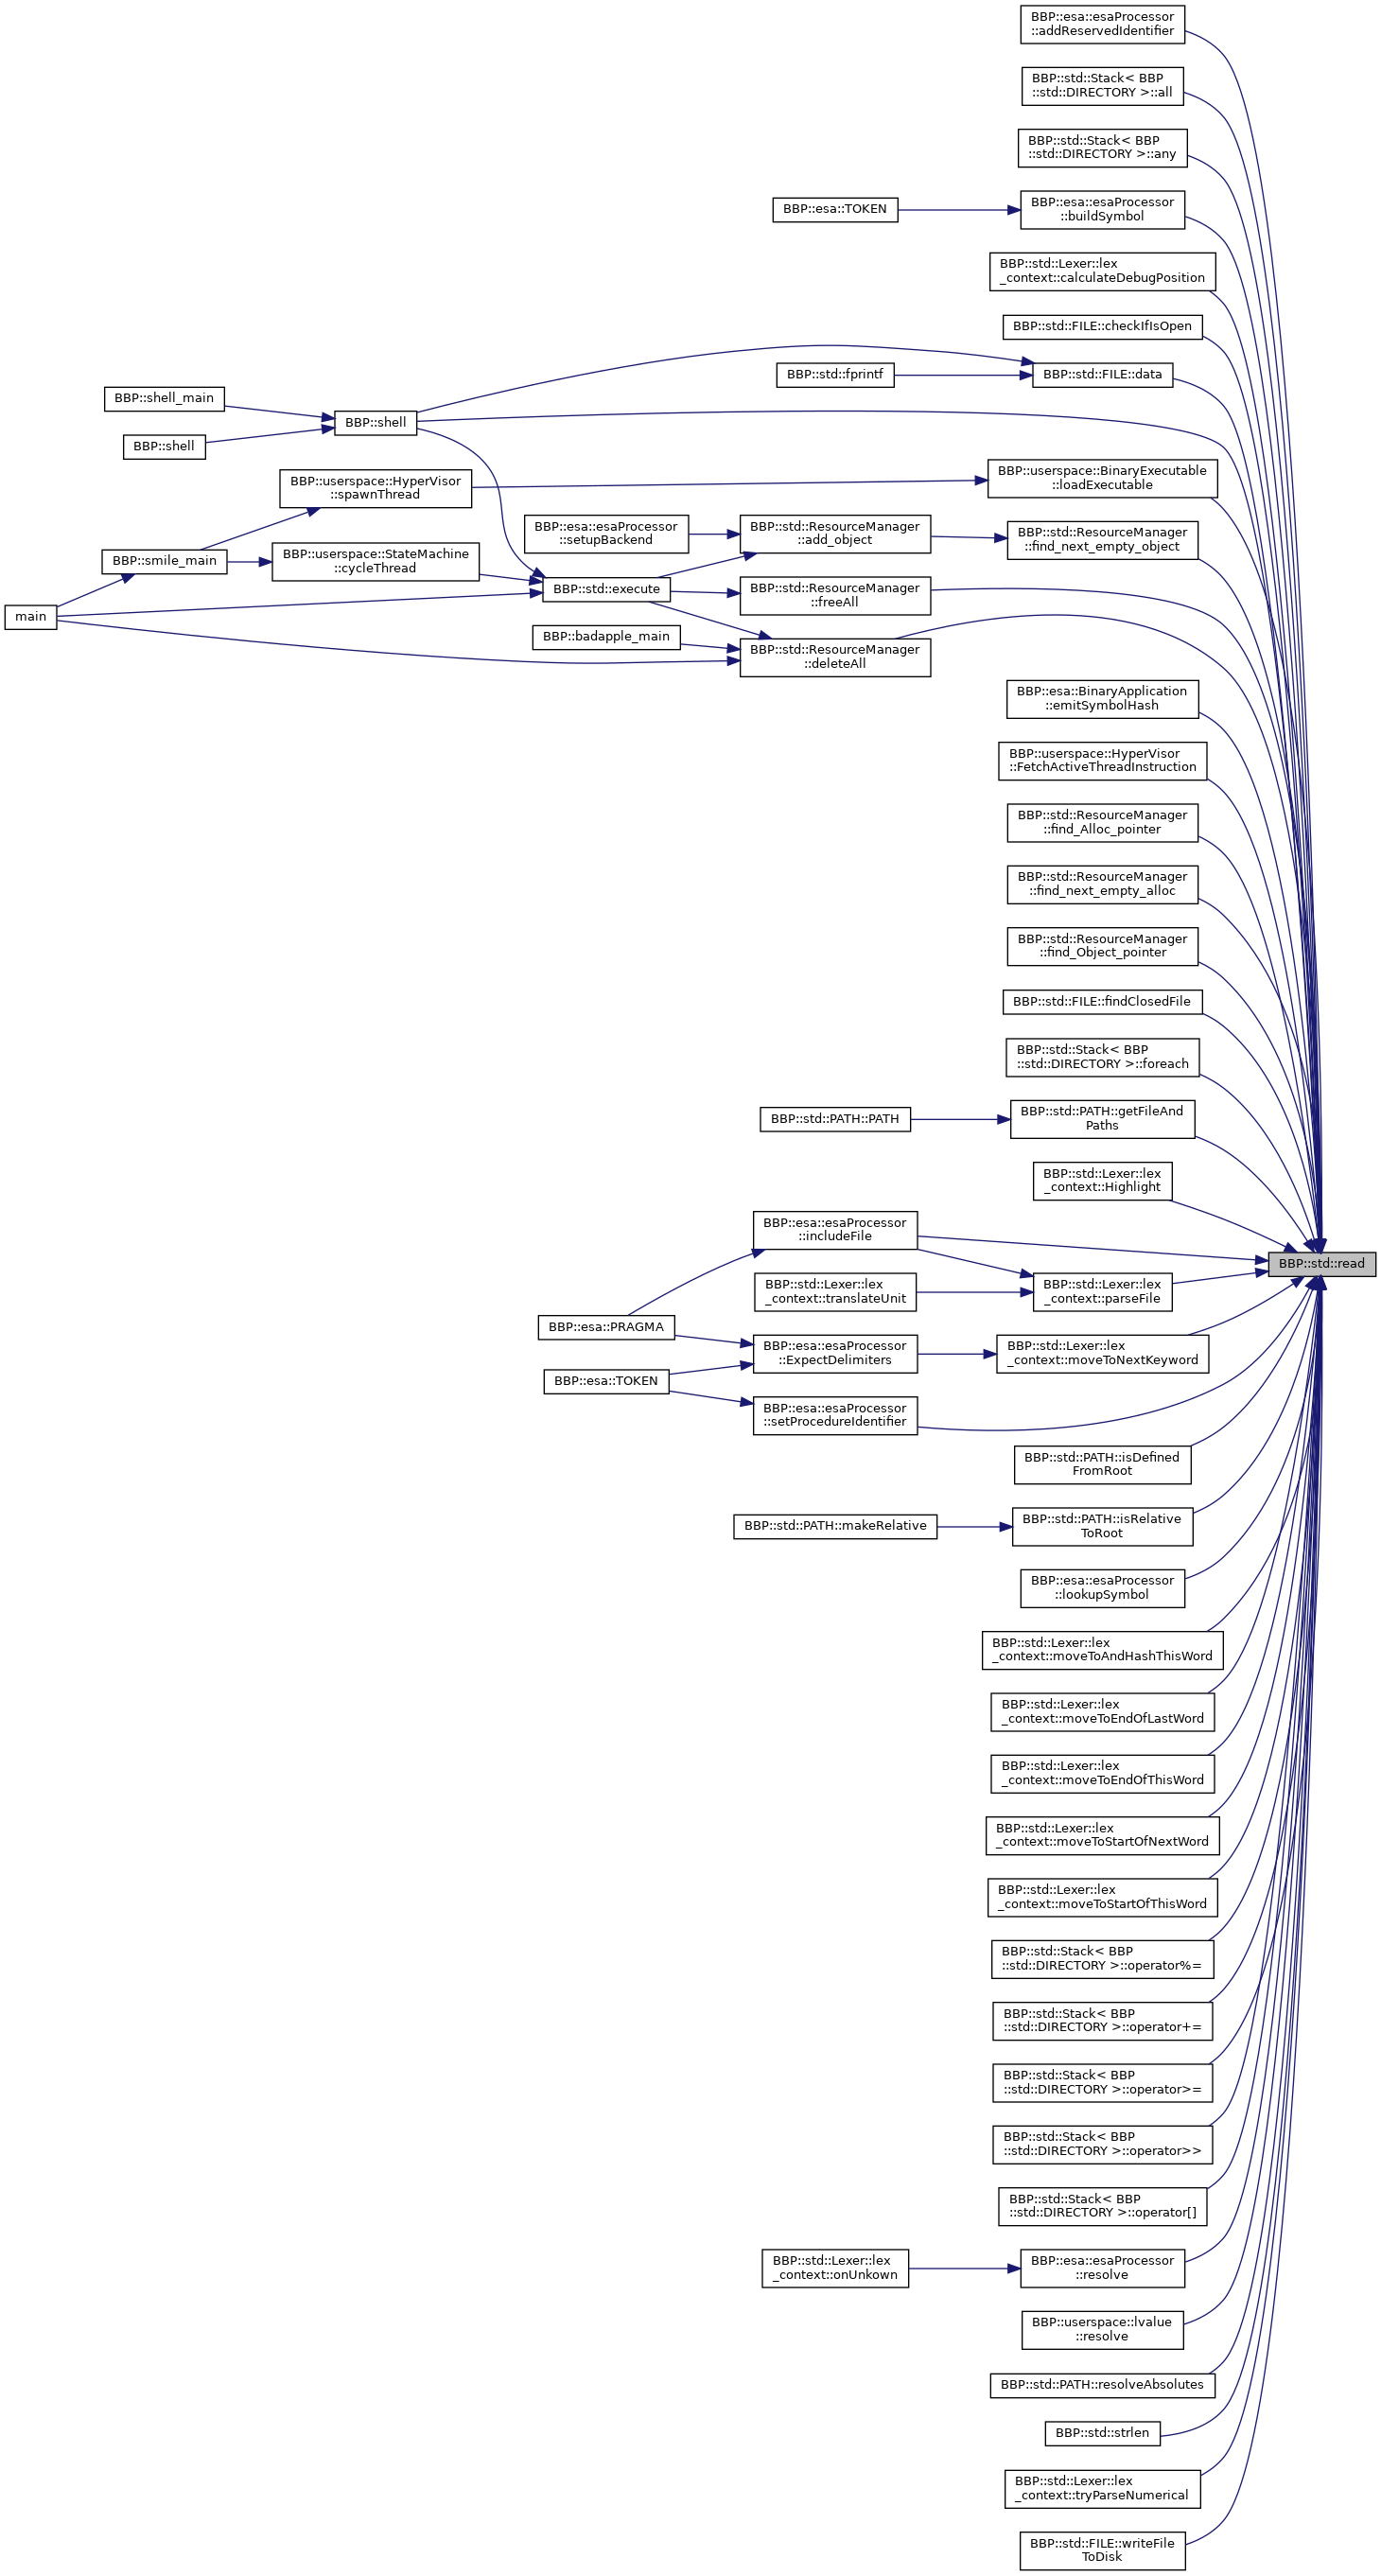 BBP::esa::esaProcessor
::addReservedIdentifier
BBP::std::Stack< BBP
::std::DIRECTORY >::all
BBP::std::Stack< BBP
::std::DIRECTORY >::any
BBP::esa::TOKEN
BBP::esa::esaProcessor
::buildSymbol
BBP::std::Lexer::lex
_context::calculateDebugPosition
BBP::std::FILE::checkIfIsOpen
BBP::std::fprintf
BBP::std::FILE::data
BBP::shell_main
BBP::shell
BBP::shell
BBP::userspace::HyperVisor
::spawnThread
BBP::userspace::BinaryExecutable
::loadExecutable
BBP::esa::esaProcessor
::setupBackend
BBP::std::ResourceManager
::add_object
BBP::std::ResourceManager
::find_next_empty_object
BBP::smile_main
BBP::userspace::StateMachine
::cycleThread
main
BBP::std::execute
BBP::std::ResourceManager
::freeAll
BBP::badapple_main
BBP::std::ResourceManager
::deleteAll
BBP::esa::BinaryApplication
::emitSymbolHash
BBP::userspace::HyperVisor
::FetchActiveThreadInstruction
BBP::std::ResourceManager
::find_Alloc_pointer
BBP::std::ResourceManager
::find_next_empty_alloc
BBP::std::ResourceManager
::find_Object_pointer
BBP::std::FILE::findClosedFile
BBP::std::Stack< BBP
::std::DIRECTORY >::foreach
BBP::std::PATH::PATH
BBP::std::PATH::getFileAnd
Paths
BBP::std::Lexer::lex
_context::Highlight
BBP::esa::esaProcessor
::includeFile
BBP::std::read
BBP::std::Lexer::lex
_context::translateUnit
BBP::std::Lexer::lex
_context::parseFile
BBP::esa::PRAGMA
BBP::esa::esaProcessor
::ExpectDelimiters
BBP::std::Lexer::lex
_context::moveToNextKeyword
BBP::esa::TOKEN
BBP::esa::esaProcessor
::setProcedureIdentifier
BBP::std::PATH::isDefined
FromRoot
BBP::std::PATH::makeRelative
BBP::std::PATH::isRelative
ToRoot
BBP::esa::esaProcessor
::lookupSymbol
BBP::std::Lexer::lex
_context::moveToAndHashThisWord
BBP::std::Lexer::lex
_context::moveToEndOfLastWord
BBP::std::Lexer::lex
_context::moveToEndOfThisWord
BBP::std::Lexer::lex
_context::moveToStartOfNextWord
BBP::std::Lexer::lex
_context::moveToStartOfThisWord
BBP::std::Stack< BBP
::std::DIRECTORY >::operator%=
BBP::std::Stack< BBP
::std::DIRECTORY >::operator+=
BBP::std::Stack< BBP
::std::DIRECTORY >::operator>=
BBP::std::Stack< BBP
::std::DIRECTORY >::operator>>
BBP::std::Stack< BBP
::std::DIRECTORY >::operator[]
BBP::std::Lexer::lex
_context::onUnkown
BBP::esa::esaProcessor
::resolve
BBP::userspace::lvalue
::resolve
BBP::std::PATH::resolveAbsolutes
BBP::std::strlen
BBP::std::Lexer::lex
_context::tryParseNumerical
BBP::std::FILE::writeFile
ToDisk